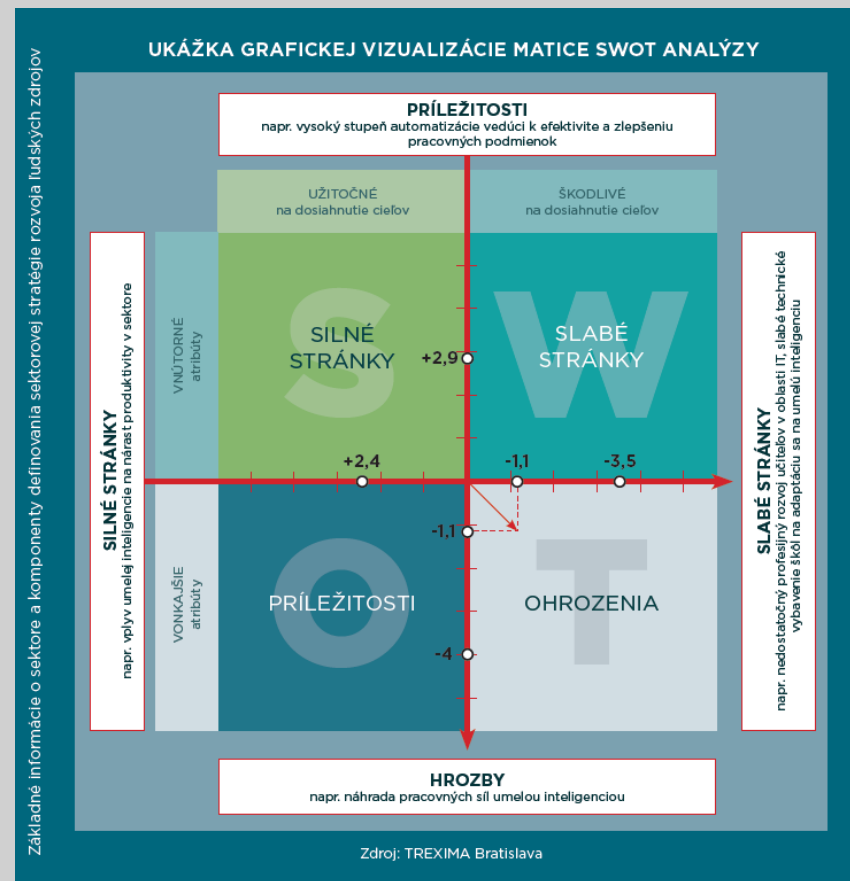 UKÁŽKA GRAFICKEJ VIZUALIZÁCIE MATICE SWOT ANALÝZY
Základné informácie o sektore a komponenty definovania sektorovej stratégie rozvoja ľudských zdrojov
PRÍLEŽITOSTI
napr. vysoký stupeň automatizácie vedúci k efektivite a zlepšeniu
pracovných podmienok
UŽITOČNÉ
na dosiahnutie cieľov
ŠKODLIVÉ
na dosiahnutie cieľov
SILNÉ STRÁNKY
napr. vplyv umelej inteligencie na nárast produktivity v sektore
VNÚTORNÉ
atribúty
S
SILNÉ
STRÁNKY
W
SLABÉ
STRÁNKY
+2,9
+2,4
-1,1
-3,5
-1,1
VONKAJŠIE
atribúty
O
PRÍLEŽITOSTI
T
OHROZENIA
-4
SLABÉ STRÁNKY
napr. nedostatočný profesijný rozvoj učiteľov v oblasti IT, slabé technické
vybavenie škôl na adaptáciu sa na umelú inteligenciu
HROZBY
napr. náhrada pracovných síl umelou inteligenciou
Zdroj: TREXIMA Bratislava